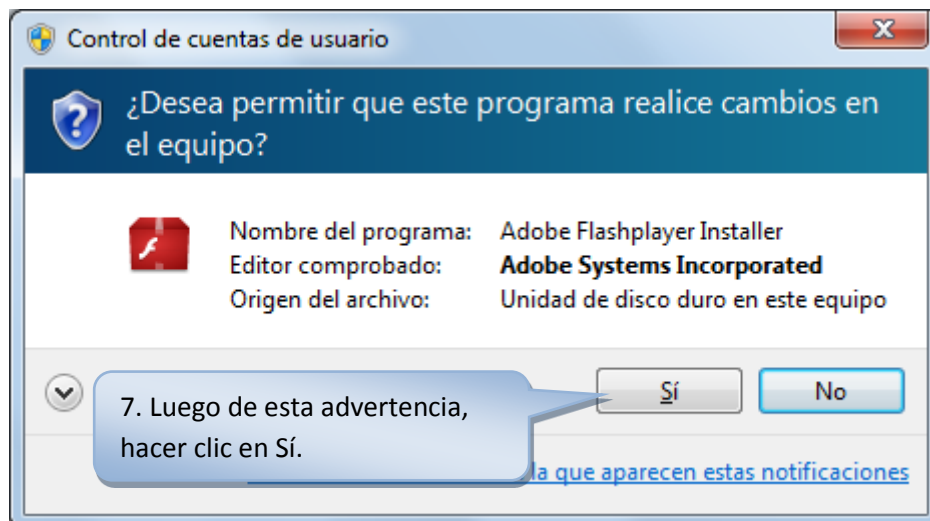 Control de cuentas de usuario
¿Desea permitir que este programa realice cambios en
el equipo?
Nombre del programa: Adobe Flashplayer Installer
Editor comprobado: Adobe Systems Incorporated
Origen del archivo: Unidad de disco duro en este equipo
7. Luego de esta advertencia,
hacer clic en Sí.
Sí No
la que aparecen estas notificaciones